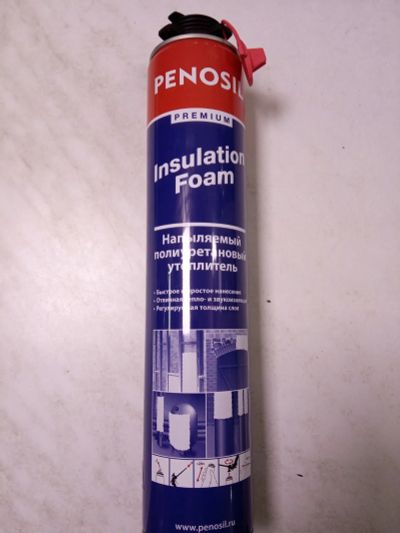 PENOSIL
PREMIUM
Insulation
Foam
Напыляемый
полиуретановый
утеплитель
- Быстрое и простое нанесение
- Отличная тепло- и звукоизоляция
- Регулируемая толщина слоя
www.penosil.ru